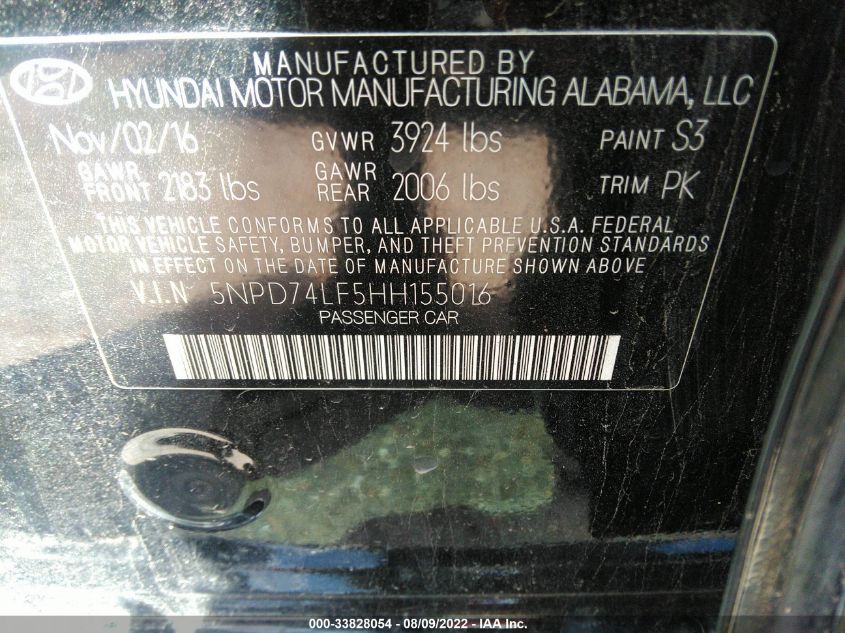 MANUFACTURED BY
HYUNDAI MOTOR MANUFACTURING ALABAMA, LLC
Nov/02/16 GVWR 3924 lbs PAINT S3
GAWR FRONT 2183 lbs GAWR REAR 2006 lbs TRIM PK
THIS VEHICLE CONFORMS TO ALL APPLICABLE U.S.A. FEDERAL
MOTOR VEHICLE SAFETY, BUMPER, AND THEFT PREVENTION STANDARDS
IN EFFECT ON THE DATE OF MANUFACTURE SHOWN ABOVE
V.I.N 5NPD74LF5HH155016
PASSENGER CAR
000-33828054 - 08/09/2022 - IAA Inc.